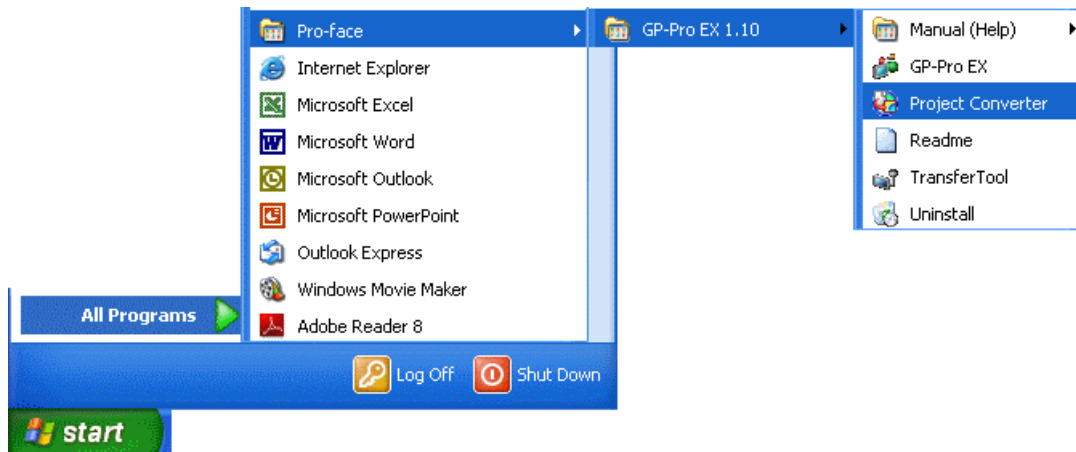 Pro-face
Internet Explorer
Microsoft Excel
Microsoft Word
Microsoft Outlook
Microsoft PowerPoint
Outlook Express
Windows Movie Maker
Adobe Reader 8
GP-Pro EX 1.10
Manual (Help)
GP-Pro EX
Project Converter
Readme
TransferTool
Uninstall
All Programs
Log Off
Shut Down
start